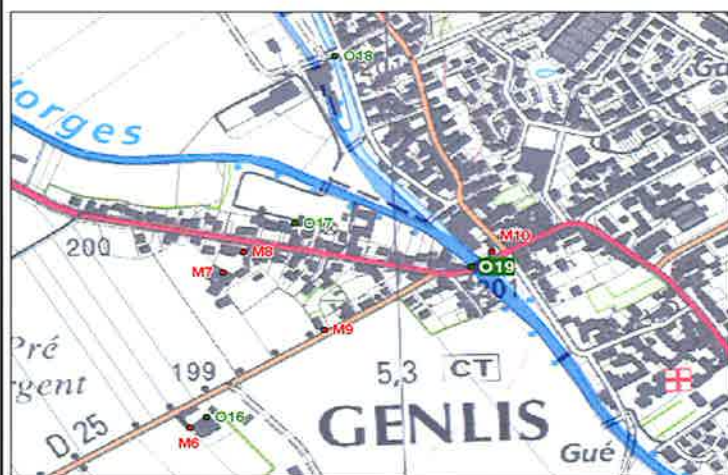 O18
orges
O17
200
M8
M7
M10
O19
201
M9
Pré
rgent
199
5,3
CT
O16
M6
D 25
GENLIS
Gué